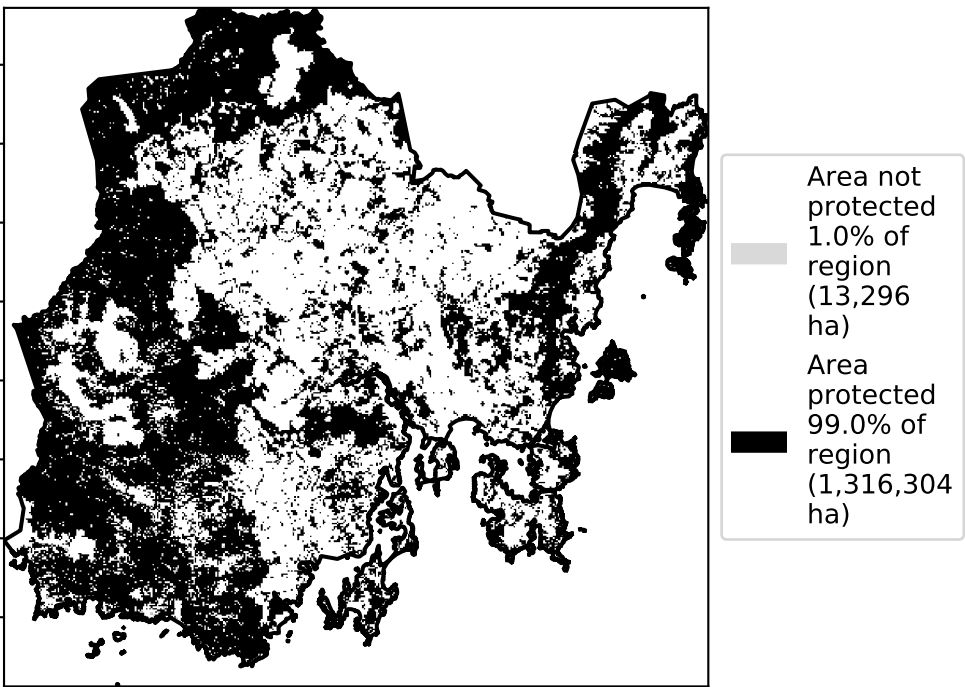 Area not
protected
1.0% of
region
(13,296
ha)
Area
protected
99.0% of
region
(1,316,304
ha)